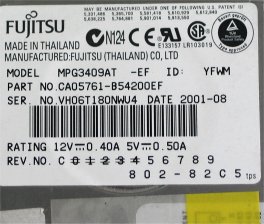 FUJITSU
MADE IN THAILAND
MANUFACTURE:FUJITSU (THAILAND) CO., LTD.
N124
E133157 LR103019
MODEL MPG3409AT -EF ID: YFWM
PART NO.CA05761-B54200EF
SER.NO.VH06T180NWU4 DATE 2001-08
RATING 12V⎓0.40A 5V⎓0.50A
REV.NO. C 0 1 2 3 4 5 6 7 8 9
802-82C5 tps